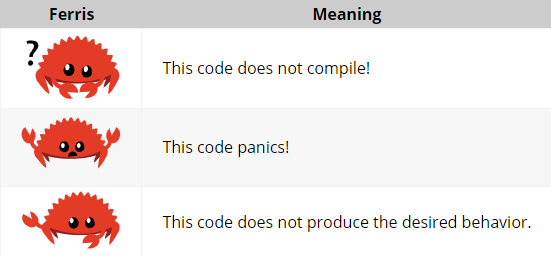 Ferris Meaning
? This code does not compile!
This code panics!
This code does not produce the desired behavior.